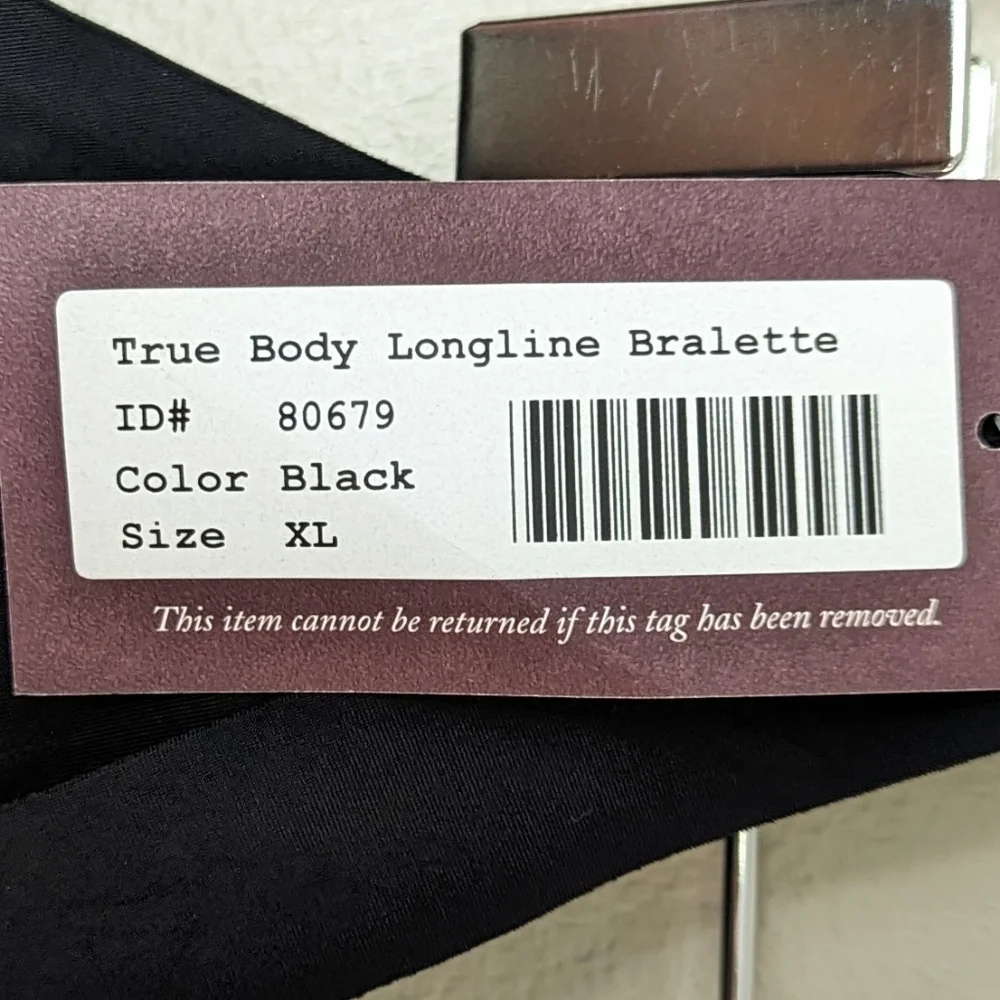 True Body Longline Bralette
ID# 80679
Color Black
Size XL
This item cannot be returned if this tag has been removed.